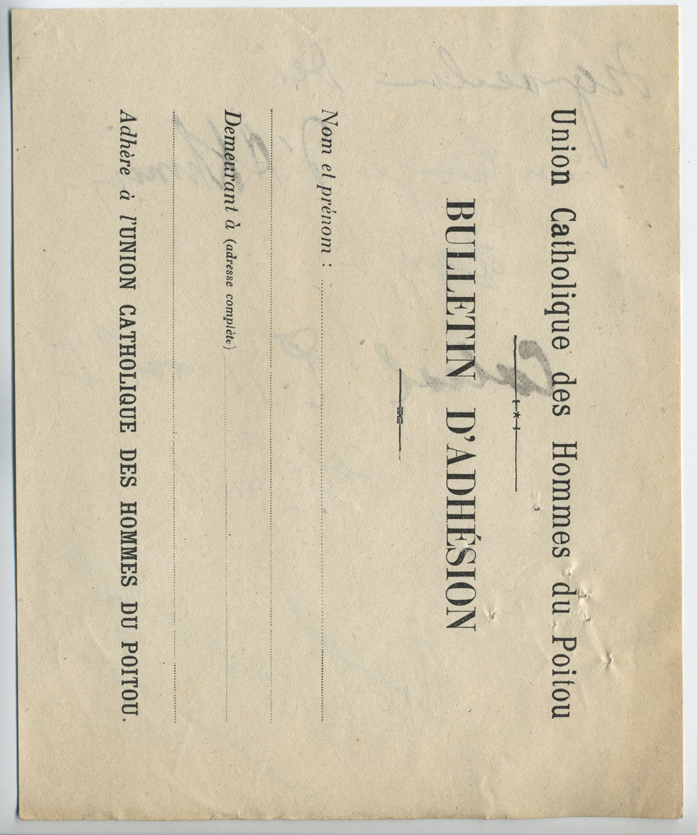 Union Catholique des Hommes du Poitou
BULLETIN D'ADHÉSION
Nom et prénom :
Demeurant à (adresse complète)
Adhère à l'UNION CATHOLIQUE DES HOMMES DU POITOU.